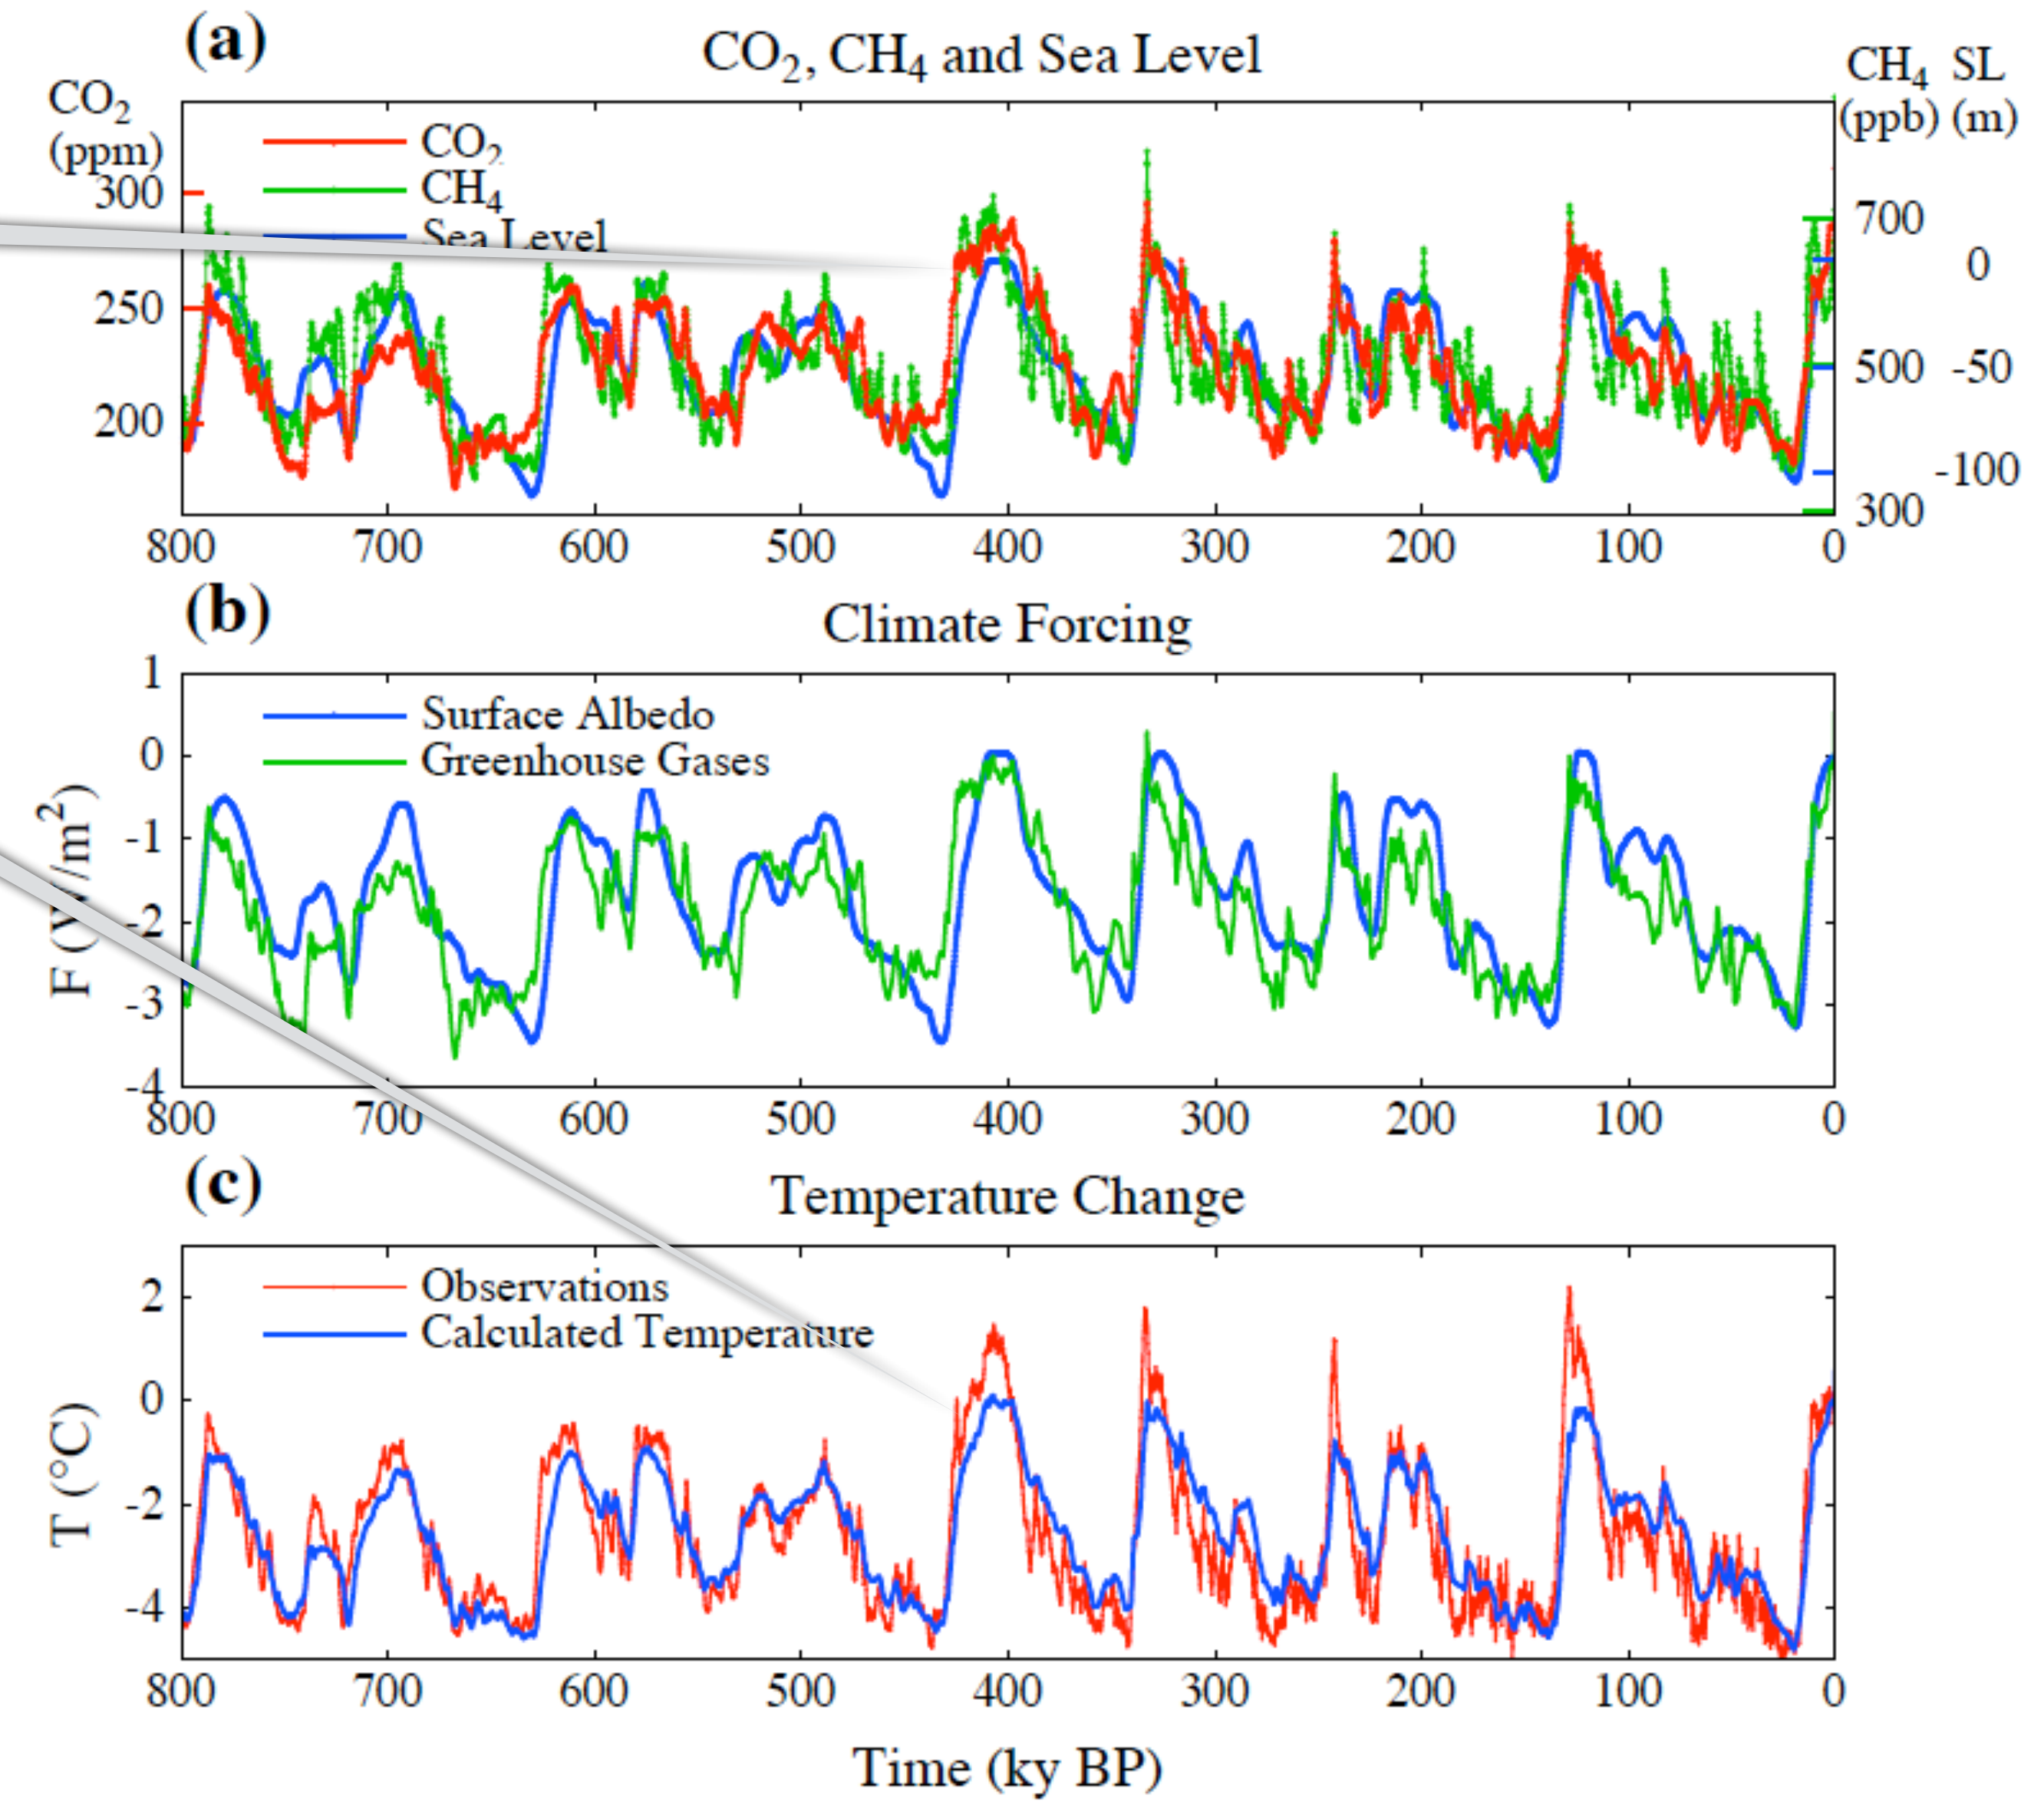 (a)
CO₂, CH₄ and Sea Level
CO₂
(ppm)
CH₄ SL
(ppb) (m)
CO₂
CH₄
Sea Level
300
250
200
700
500
300
0
-50
-100
800 700 600 500 400 300 200 100 0
(b)
Climate Forcing
Surface Albedo
Greenhouse Gases
F (W/m²)
1
0
-1
-2
-3
-4
800 700 600 500 400 300 200 100 0
(c)
Temperature Change
Observations
Calculated Temperature
T (°C)
2
0
-2
-4
800 700 600 500 400 300 200 100 0
Time (ky BP)